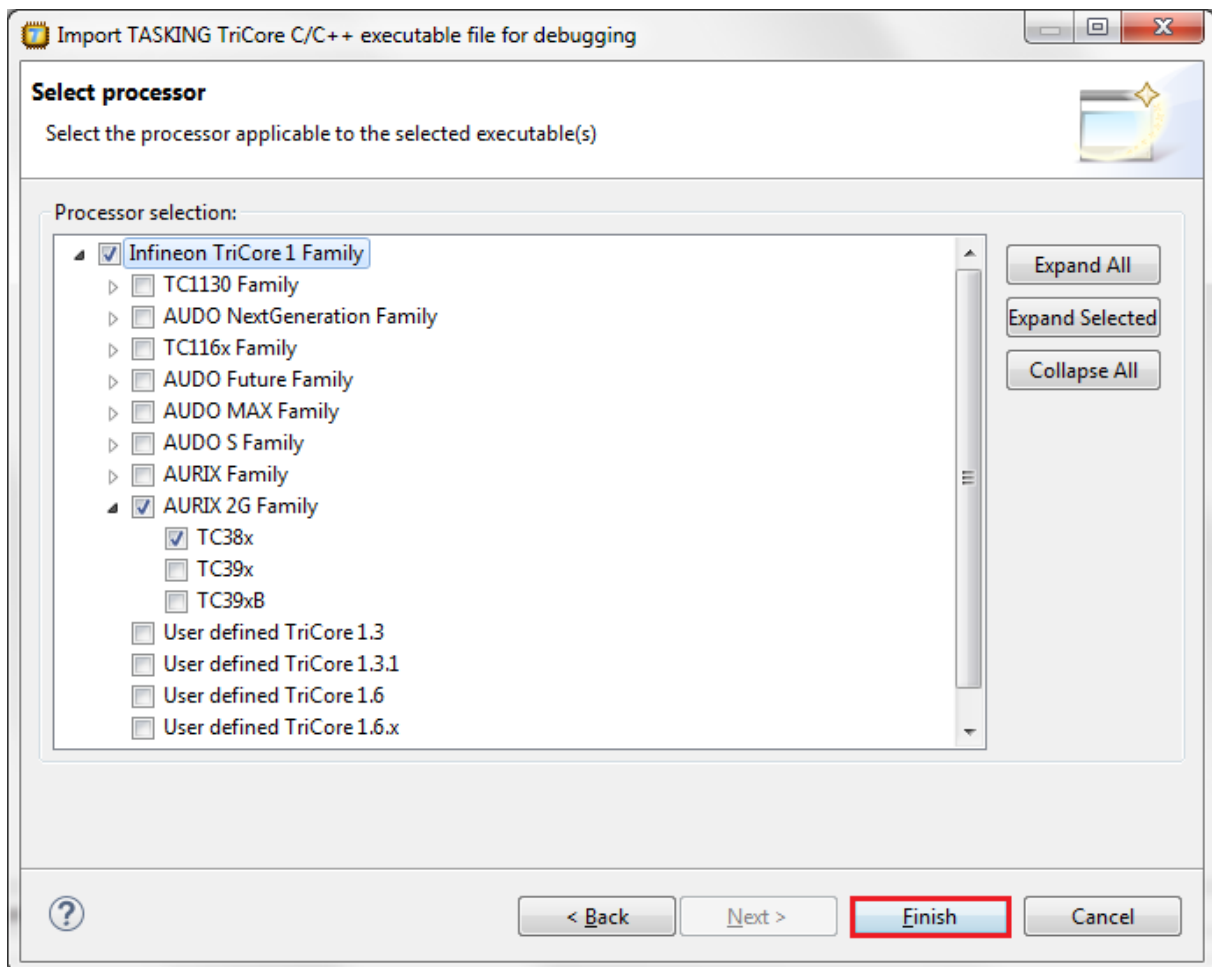 Import TASKING TriCore C/C++ executable file for debugging
Select processor
Select the processor applicable to the selected executable(s)
Processor selection:
Infineon TriCore 1 Family
TC1130 Family
AUDO NextGeneration Family
TC116x Family
AUDO Future Family
AUDO MAX Family
AUDO S Family
AURIX Family
AURIX 2G Family
TC38x
TC39x
TC39xB
User defined TriCore 1.3
User defined TriCore 1.3.1
User defined TriCore 1.6
User defined TriCore 1.6.x
Expand All
Expand Selected
Collapse All
?
< Back
Next >
Finish
Cancel